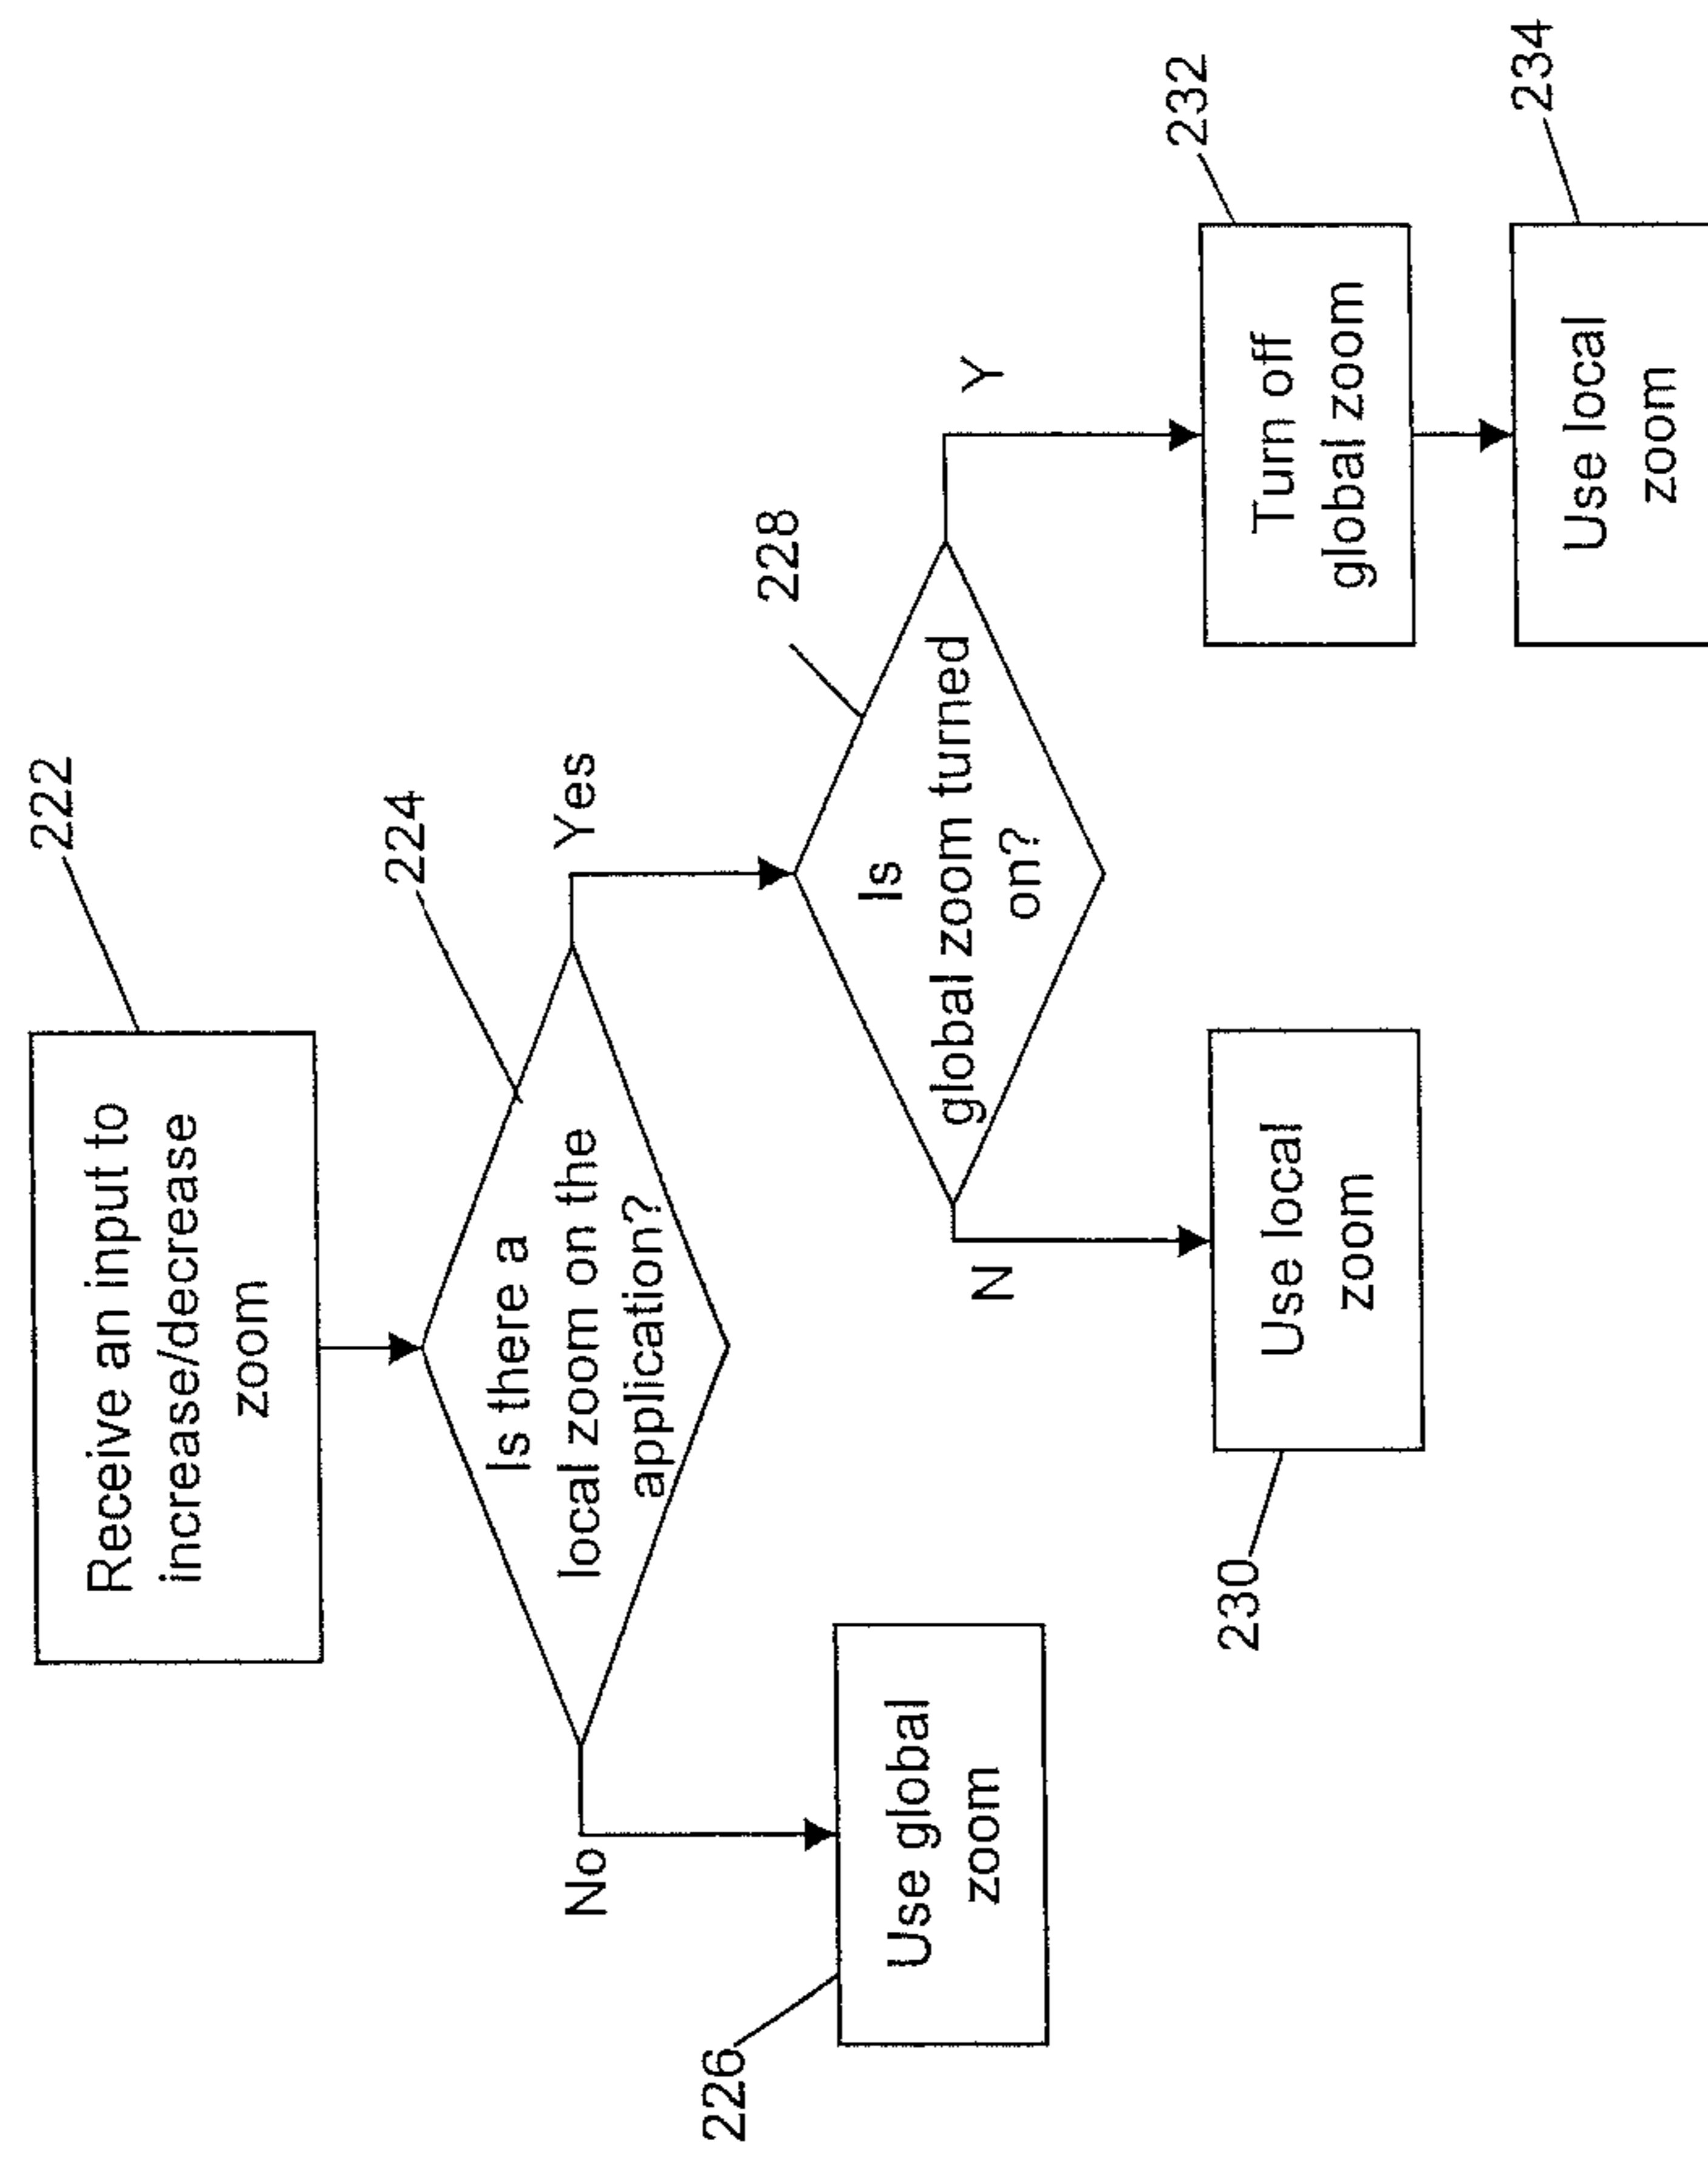 222
Receive an input to
increase/decrease
zoom
224
Is there a
local zoom on the
application?
No
Yes
226
Use global
zoom
228
Is
global zoom turned
on?
N
Y
230
Use local
zoom
232
Turn off
global zoom
234
Use local
zoom